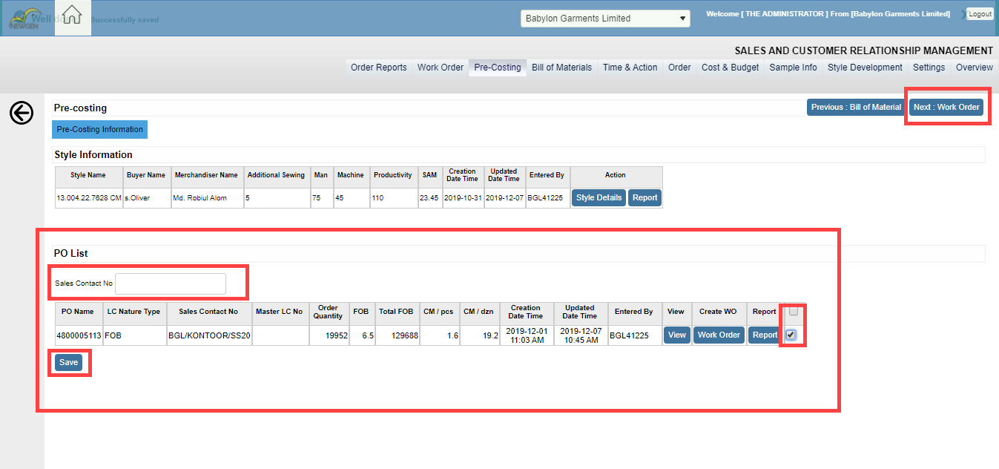 NEWGEN
Well done! Successfully saved
Babylon Garments Limited
Welcome [ THE ADMINISTRATOR ] From [Babylon Garments Limited]
Logout
SALES AND CUSTOMER RELATIONSHIP MANAGEMENT
Order Reports Work Order Pre-Costing Bill of Materials Time & Action Order Cost & Budget Sample Info Style Development Settings Overview
Pre-costing
Previous : Bill of Material Next : Work Order
Pre-Costing Information
Style Information
Style Name Buyer Name Merchandiser Name Additional Sewing Man Machine Productivity SAM Creation Date Time Updated Date Time Entered By Action
13.004.22.7628 CM s.Oliver Md. Robiul Alom 5 75 45 110 23.45 2019-10-31 2019-12-07 BGL41225 Style Details Report
PO List
Sales Contact No
PO Name LC Nature Type Sales Contact No Master LC No Order Quantity FOB Total FOB CM / pcs CM / dzn Creation Date Time Updated Date Time Entered By View Create WO Report
4800005113 FOB BGL/KONTOOR/SS20 19952 6.5 129688 1.6 19.2 2019-12-01 11:03 AM 2019-12-07 10:45 AM BGL41225 View Work Order Report
Save